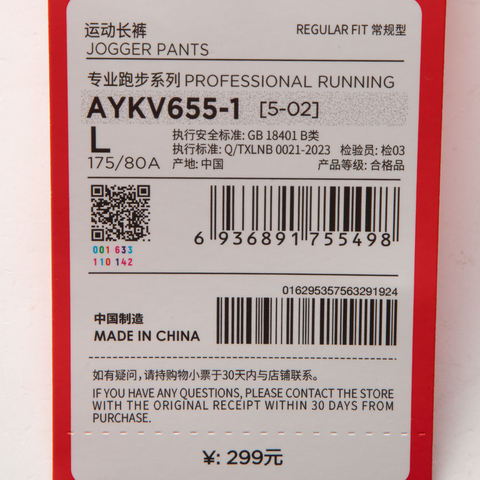 运动长裤 REGULAR FIT 常规型
JOGGER PANTS
专业跑步系列 PROFESSIONAL RUNNING
AYKV655-1 [5-02]
L
175/80A
执行安全标准: GB 18401 B类
执行标准: Q/TXLNB 0021-2023 检验员: 检03
产地: 中国 产品等级: 合格品
001 633
110 142
6 936891 755498
016295357563291924
中国制造
MADE IN CHINA
如有疑问，请持购物小票于30天内与店铺联系。
IF YOU HAVE ANY QUESTIONS, PLEASE CONTACT THE STORE
WITH THE ORIGINAL RECEIPT WITHIN 30 DAYS FROM
PURCHASE.
¥: 299元